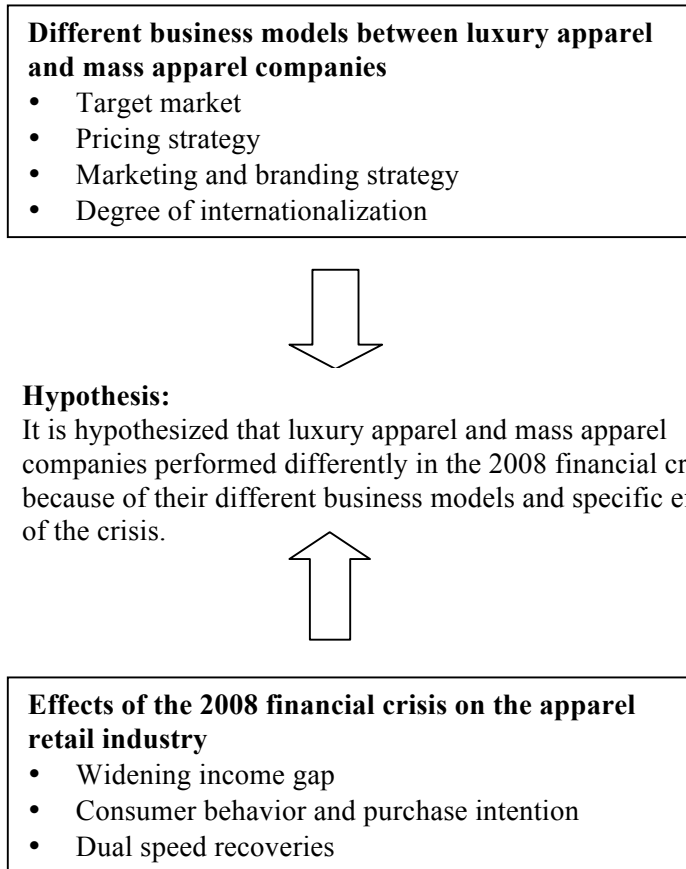 Different business models between luxury apparel
and mass apparel companies
• Target market
• Pricing strategy
• Marketing and branding strategy
• Degree of internationalization
Hypothesis:
It is hypothesized that luxury apparel and mass apparel
companies performed differently in the 2008 financial
because of their different business models and specific
of the crisis.
Effects of the 2008 financial crisis on the apparel
retail industry
• Widening income gap
• Consumer behavior and purchase intention
• Dual speed recoveries